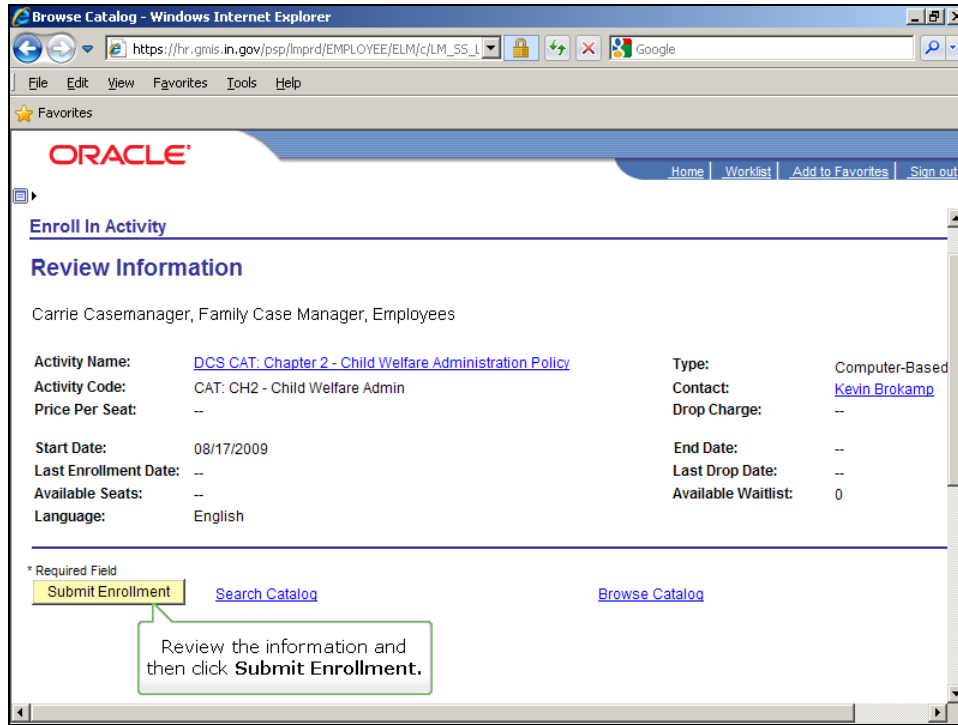 Browse Catalog - Windows Internet Explorer
https://hr.gmis.in.gov/psp/lmprd/EMPLOYEE/ELM/c/LM_SS_L
Google
File Edit View Favorites Tools Help
Favorites
ORACLE
Home Worklist Add to Favorites Sign out
Enroll In Activity
Review Information
Carrie Casemanager, Family Case Manager, Employees
Activity Name: DCS CAT: Chapter 2 - Child Welfare Administration Policy Type: Computer-Based
Activity Code: CAT: CH2 - Child Welfare Admin Contact: Kevin Brokamp
Price Per Seat: -- Drop Charge: --
Start Date: 08/17/2009 End Date: --
Last Enrollment Date: -- Last Drop Date: --
Available Seats: -- Available Waitlist: 0
Language: English
* Required Field
Submit Enrollment Search Catalog Browse Catalog
Review the information and
then click Submit Enrollment.